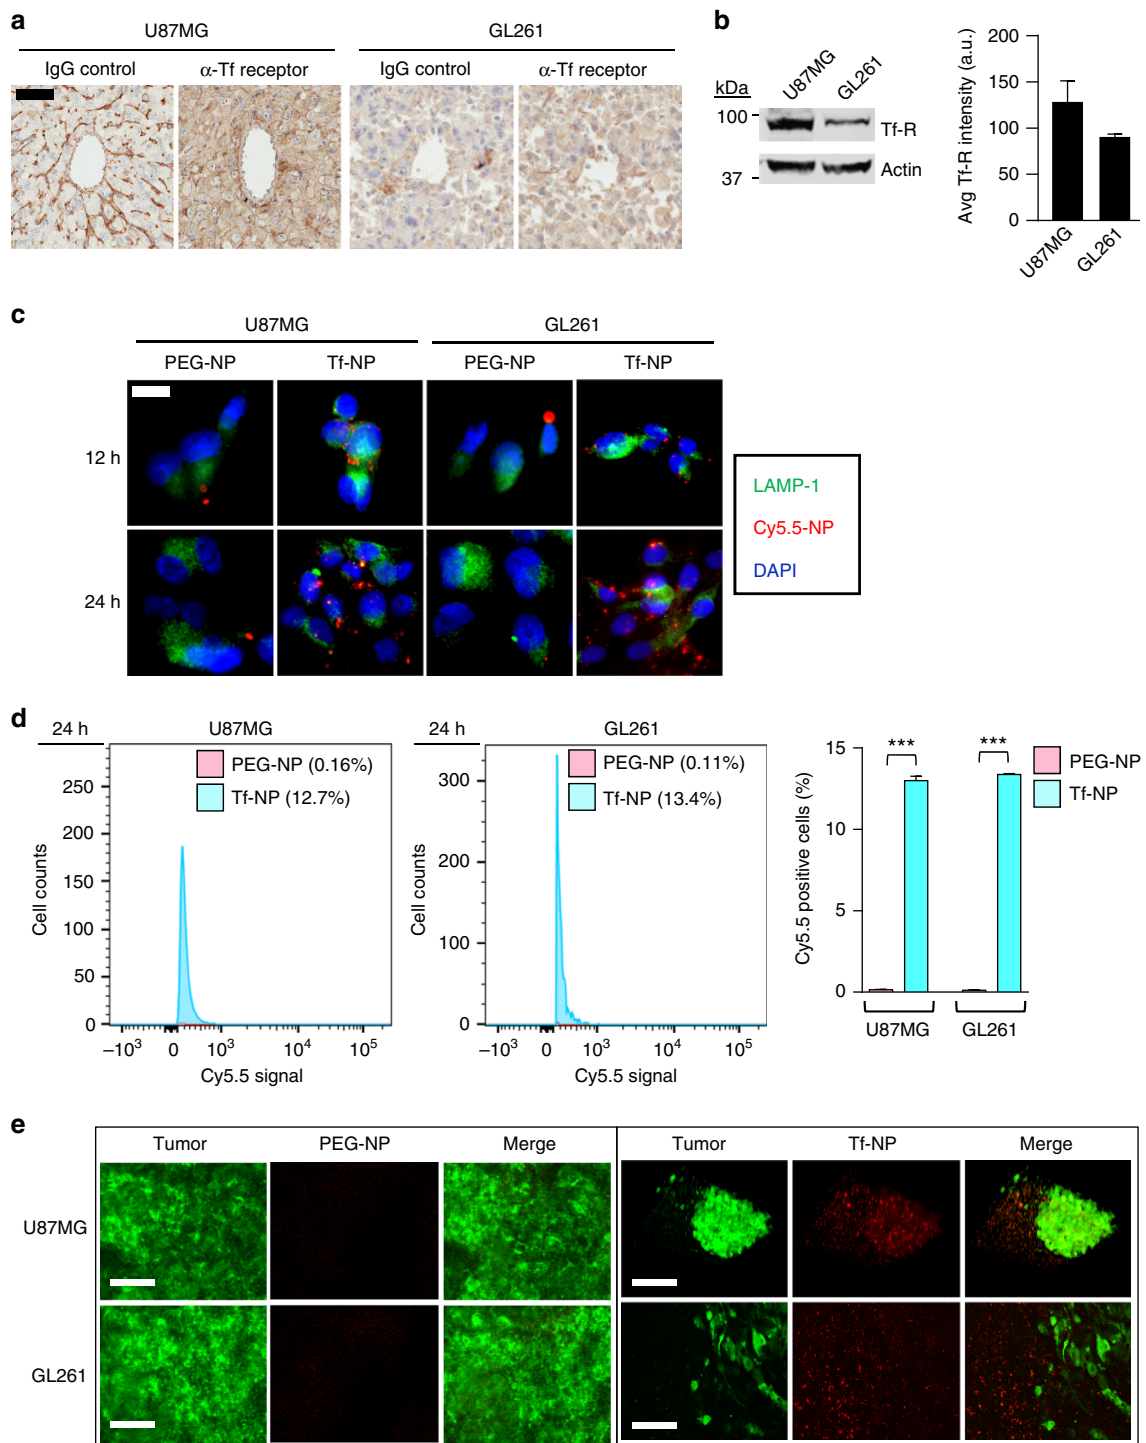 a
U87MG
GL261
IgG control
α-Tf receptor
IgG control
α-Tf receptor
b
kDa
U87MG
GL261
100
37
Tf-R
Actin
Avg Tf-R intensity (a.u.)
200
150
100
50
0
U87MG
GL261
c
U87MG
GL261
PEG-NP
Tf-NP
PEG-NP
Tf-NP
12 h
24 h
LAMP-1
Cy5.5-NP
DAPI
d
24 h
U87MG
PEG-NP (0.16%)
Tf-NP (12.7%)
Cell counts
250
200
150
100
50
0
−10³ 0 10³ 10⁴ 10⁵
Cy5.5 signal
24 h
GL261
PEG-NP (0.11%)
Tf-NP (13.4%)
Cell counts
300
200
100
0
−10³ 0 10³ 10⁴ 10⁵
Cy5.5 signal
Cy5.5 positive cells (%)
15
10
5
0
***
***
PEG-NP
Tf-NP
U87MG
GL261
e
Tumor
PEG-NP
Merge
Tumor
Tf-NP
Merge
U87MG
GL261